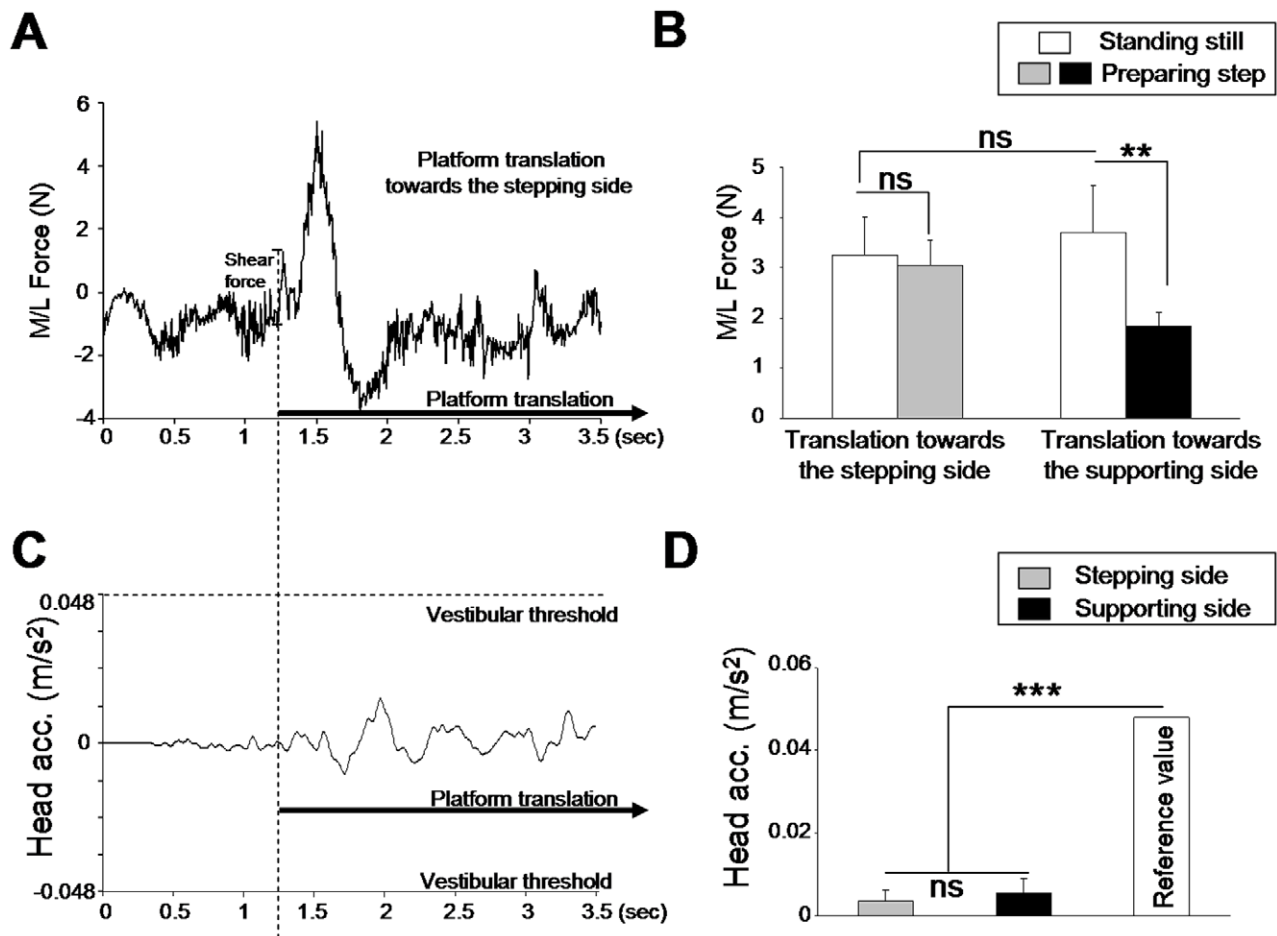 A
M/L Force (N)
6
4
2
0
-2
-4
Platform translation
towards the stepping side
Shear
force
Platform translation
0 0.5 1 1.5 2 2.5 3 3.5 (sec)
B
Standing still
Preparing step
M/L Force (N)
5
4
3
2
1
0
ns
ns
**
Translation towards
the stepping side
Translation towards
the supporting side
C
Head acc. (m/s²)
0.048
0
-0.048
Vestibular threshold
Platform translation
Vestibular threshold
0 0.5 1 1.5 2 2.5 3 3.5 (sec)
D
Stepping side
Supporting side
Head acc. (m/s²)
0.06
0.04
0.02
0
***
ns
Reference value